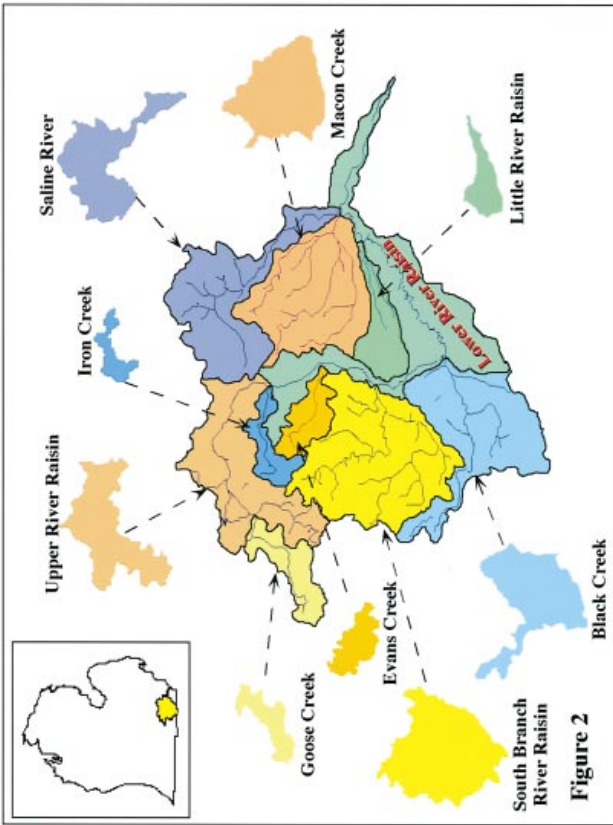 Saline River
Macon Creek
Iron Creek
Little River Raisin
Lower River Raisin
Upper River Raisin
Goose Creek
Evans Creek
Black Creek
South Branch
River Raisin
Figure 2